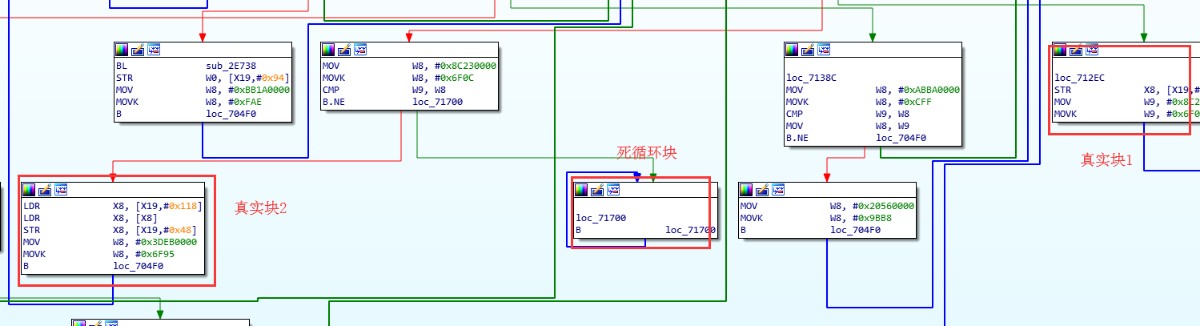 BL sub_2E738
STR W0, [X19,#0x94]
MOV W8, #0xBB1A0000
MOVK W8, #0xFAE
B loc_704F0
MOV W8, #0x8C230000
MOVK W8, #0x6F0C
CMP W9, W8
B.NE loc_71700
loc_7138C
MOV W8, #0xABBA0000
MOVK W8, #0xCFF
CMP W9, W8
MOV W8, W9
B.NE loc_704F0
loc_712EC
STR X8, [X19,#
MOV W9, #0x8C2
MOVK W9, #0x6F0
真实块1
死循环块
LDR X8, [X19,#0x118]
LDR X8, [X8]
STR X8, [X19,#0x48]
MOV W8, #0x3DEB0000
MOVK W8, #0x6F95
B loc_704F0
真实块2
loc_71700
B loc_71700
MOV W8, #0x20560000
MOVK W8, #0x9BB8
B loc_704F0